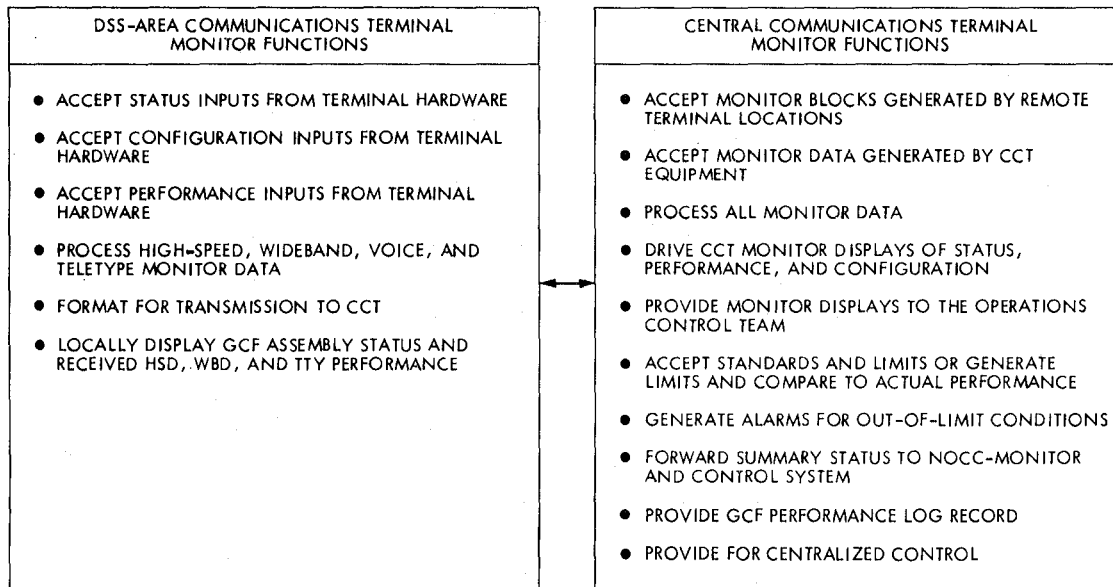 DSS-AREA COMMUNICATIONS TERMINAL
MONITOR FUNCTIONS
● ACCEPT STATUS INPUTS FROM TERMINAL HARDWARE
● ACCEPT CONFIGURATION INPUTS FROM TERMINAL
HARDWARE
● ACCEPT PERFORMANCE INPUTS FROM TERMINAL
HARDWARE
● PROCESS HIGH-SPEED, WIDEBAND, VOICE, AND
TELETYPE MONITOR DATA
● FORMAT FOR TRANSMISSION TO CCT
● LOCALLY DISPLAY GCF ASSEMBLY STATUS AND
RECEIVED HSD, WBD, AND TTY PERFORMANCE
CENTRAL COMMUNICATIONS TERMINAL
MONITOR FUNCTIONS
● ACCEPT MONITOR BLOCKS GENERATED BY REMOTE
TERMINAL LOCATIONS
● ACCEPT MONITOR DATA GENERATED BY CCT
EQUIPMENT
● PROCESS ALL MONITOR DATA
● DRIVE CCT MONITOR DISPLAYS OF STATUS,
PERFORMANCE, AND CONFIGURATION
● PROVIDE MONITOR DISPLAYS TO THE OPERATIONS
CONTROL TEAM
● ACCEPT STANDARDS AND LIMITS OR GENERATE
LIMITS AND COMPARE TO ACTUAL PERFORMANCE
● GENERATE ALARMS FOR OUT-OF-LIMIT CONDITIONS
● FORWARD SUMMARY STATUS TO NOCC-MONITOR
AND CONTROL SYSTEM
● PROVIDE GCF PERFORMANCE LOG RECORD
● PROVIDE FOR CENTRALIZED CONTROL